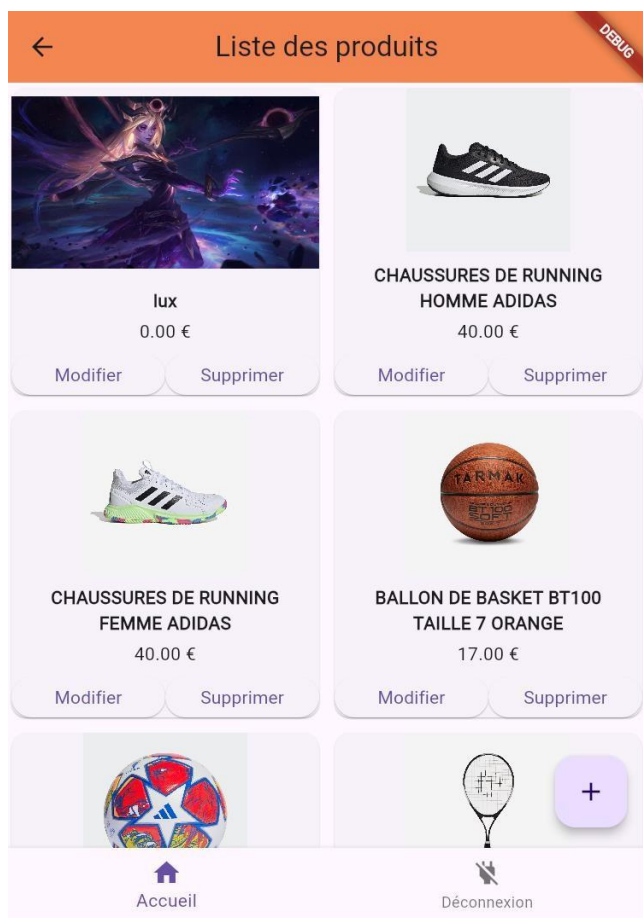 Liste des produits
DEBUG
lux
0.00 €
Modifier
Supprimer
CHAUSSURES DE RUNNING
HOMME ADIDAS
40.00 €
Modifier
Supprimer
CHAUSSURES DE RUNNING
FEMME ADIDAS
40.00 €
Modifier
Supprimer
TARMAK
BT100
SOFT
BALLON DE BASKET BT100
TAILLE 7 ORANGE
17.00 €
Modifier
Supprimer
+
Accueil
Déconnexion